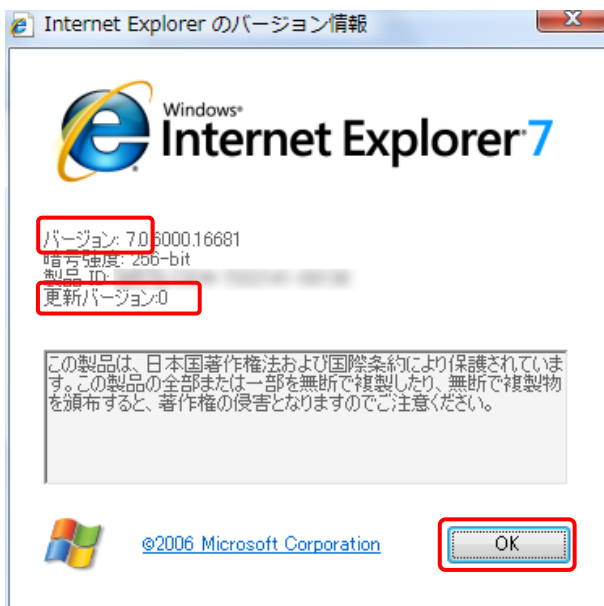 Internet Explorer のバージョン情報
Windows®
Internet Explorer 7
バージョン: 7.0.6000.16681
暗号強度: 256-bit
製品 ID:
更新バージョン:0
この製品は、日本国著作権法および国際条約により保護されていま
す。この製品の全部または一部を無断で複製したり、無断で複製物
を頒布すると、著作権の侵害となりますのでご注意ください。
©2006 Microsoft Corporation
OK